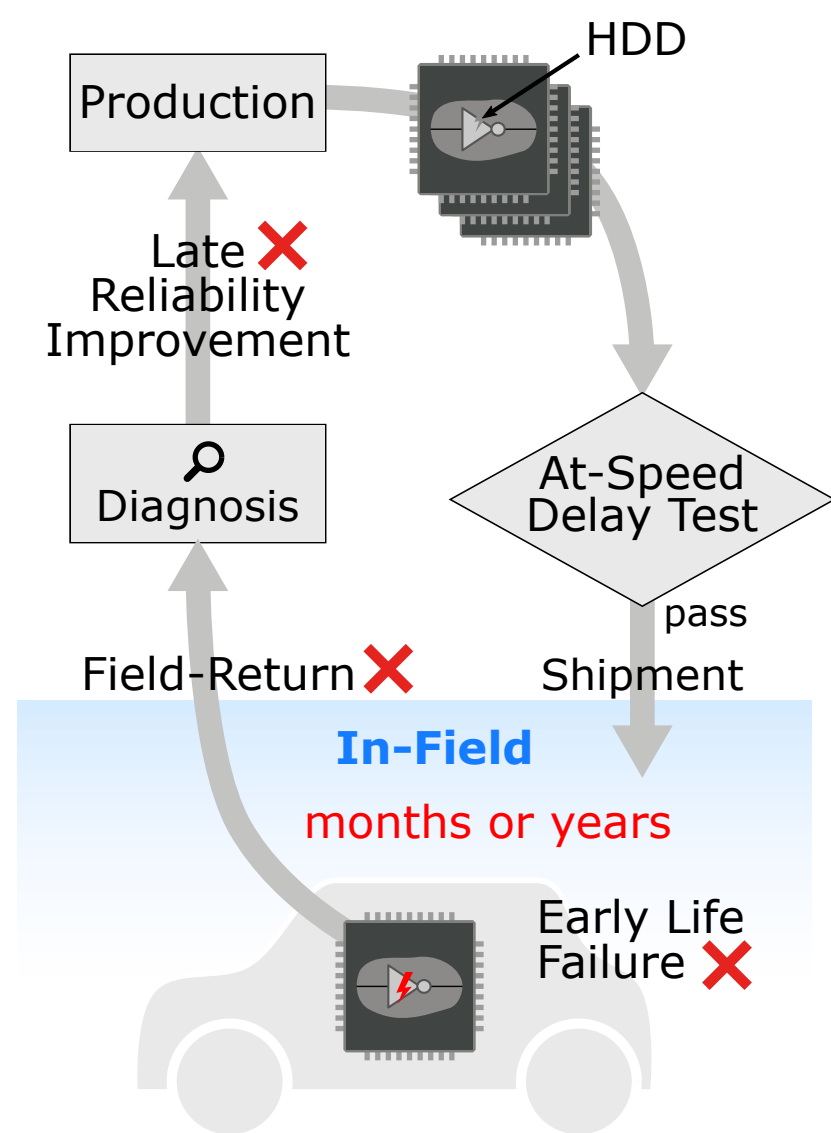 HDD
Production
Late
Reliability
Improvement
Diagnosis
At-Speed
Delay Test
pass
Field-Return
Shipment
In-Field
months or years
Early Life
Failure